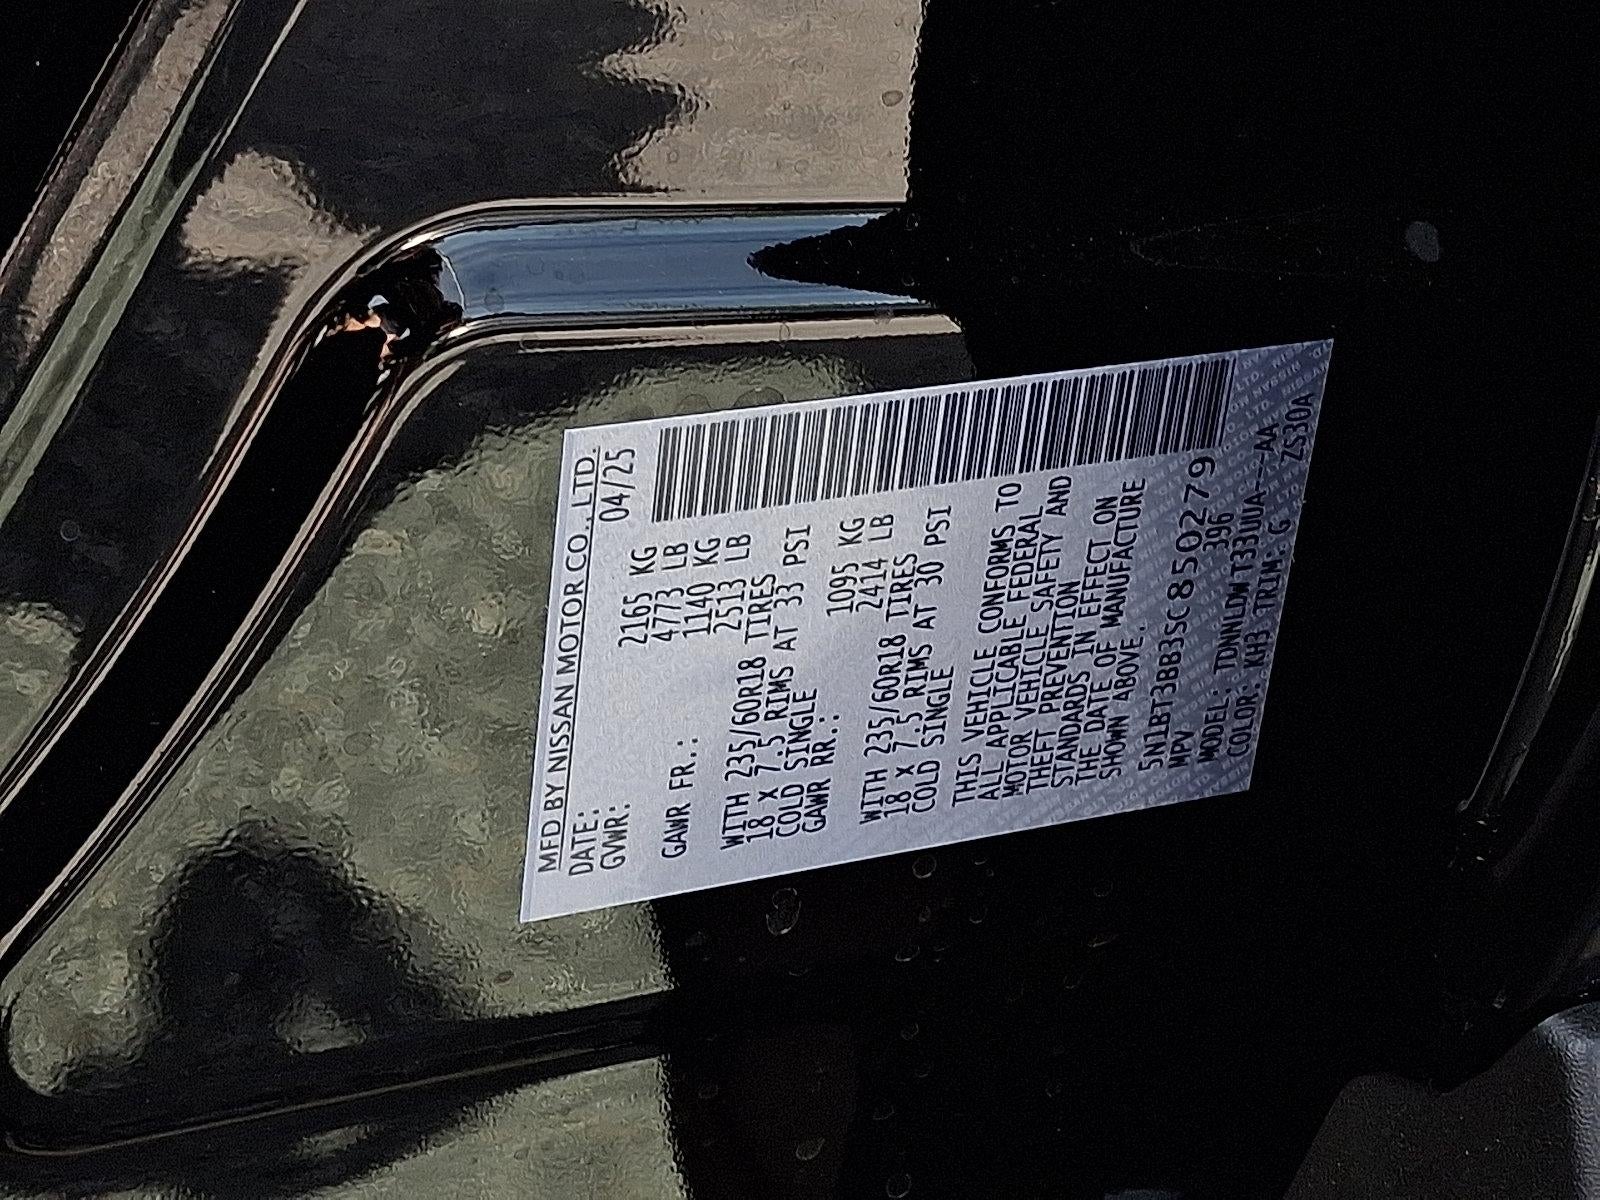 MFD BY NISSAN MOTOR CO., LTD.
DATE: 04/25
GVWR: 2165 KG
4773 LB
GAWR FR.: 1140 KG
2513 LB
WITH 235/60R18 TIRES
18 X 7.5 RIMS AT 33 PSI
COLD SINGLE
GAWR RR.: 1095 KG
2414 LB
WITH 235/60R18 TIRES
18 X 7.5 RIMS AT 30 PSI
COLD SINGLE
THIS VEHICLE CONFORMS TO
ALL APPLICABLE FEDERAL
MOTOR VEHICLE SAFETY AND
THEFT PREVENTION
STANDARDS IN EFFECT ON
THE DATE OF MANUFACTURE
SHOWN ABOVE.
5N1BT3BB3SC850279
MPV 396
MODEL: TDNNLDW T33UUA---AA
COLOR: KH3 TRIM: G ZS30A